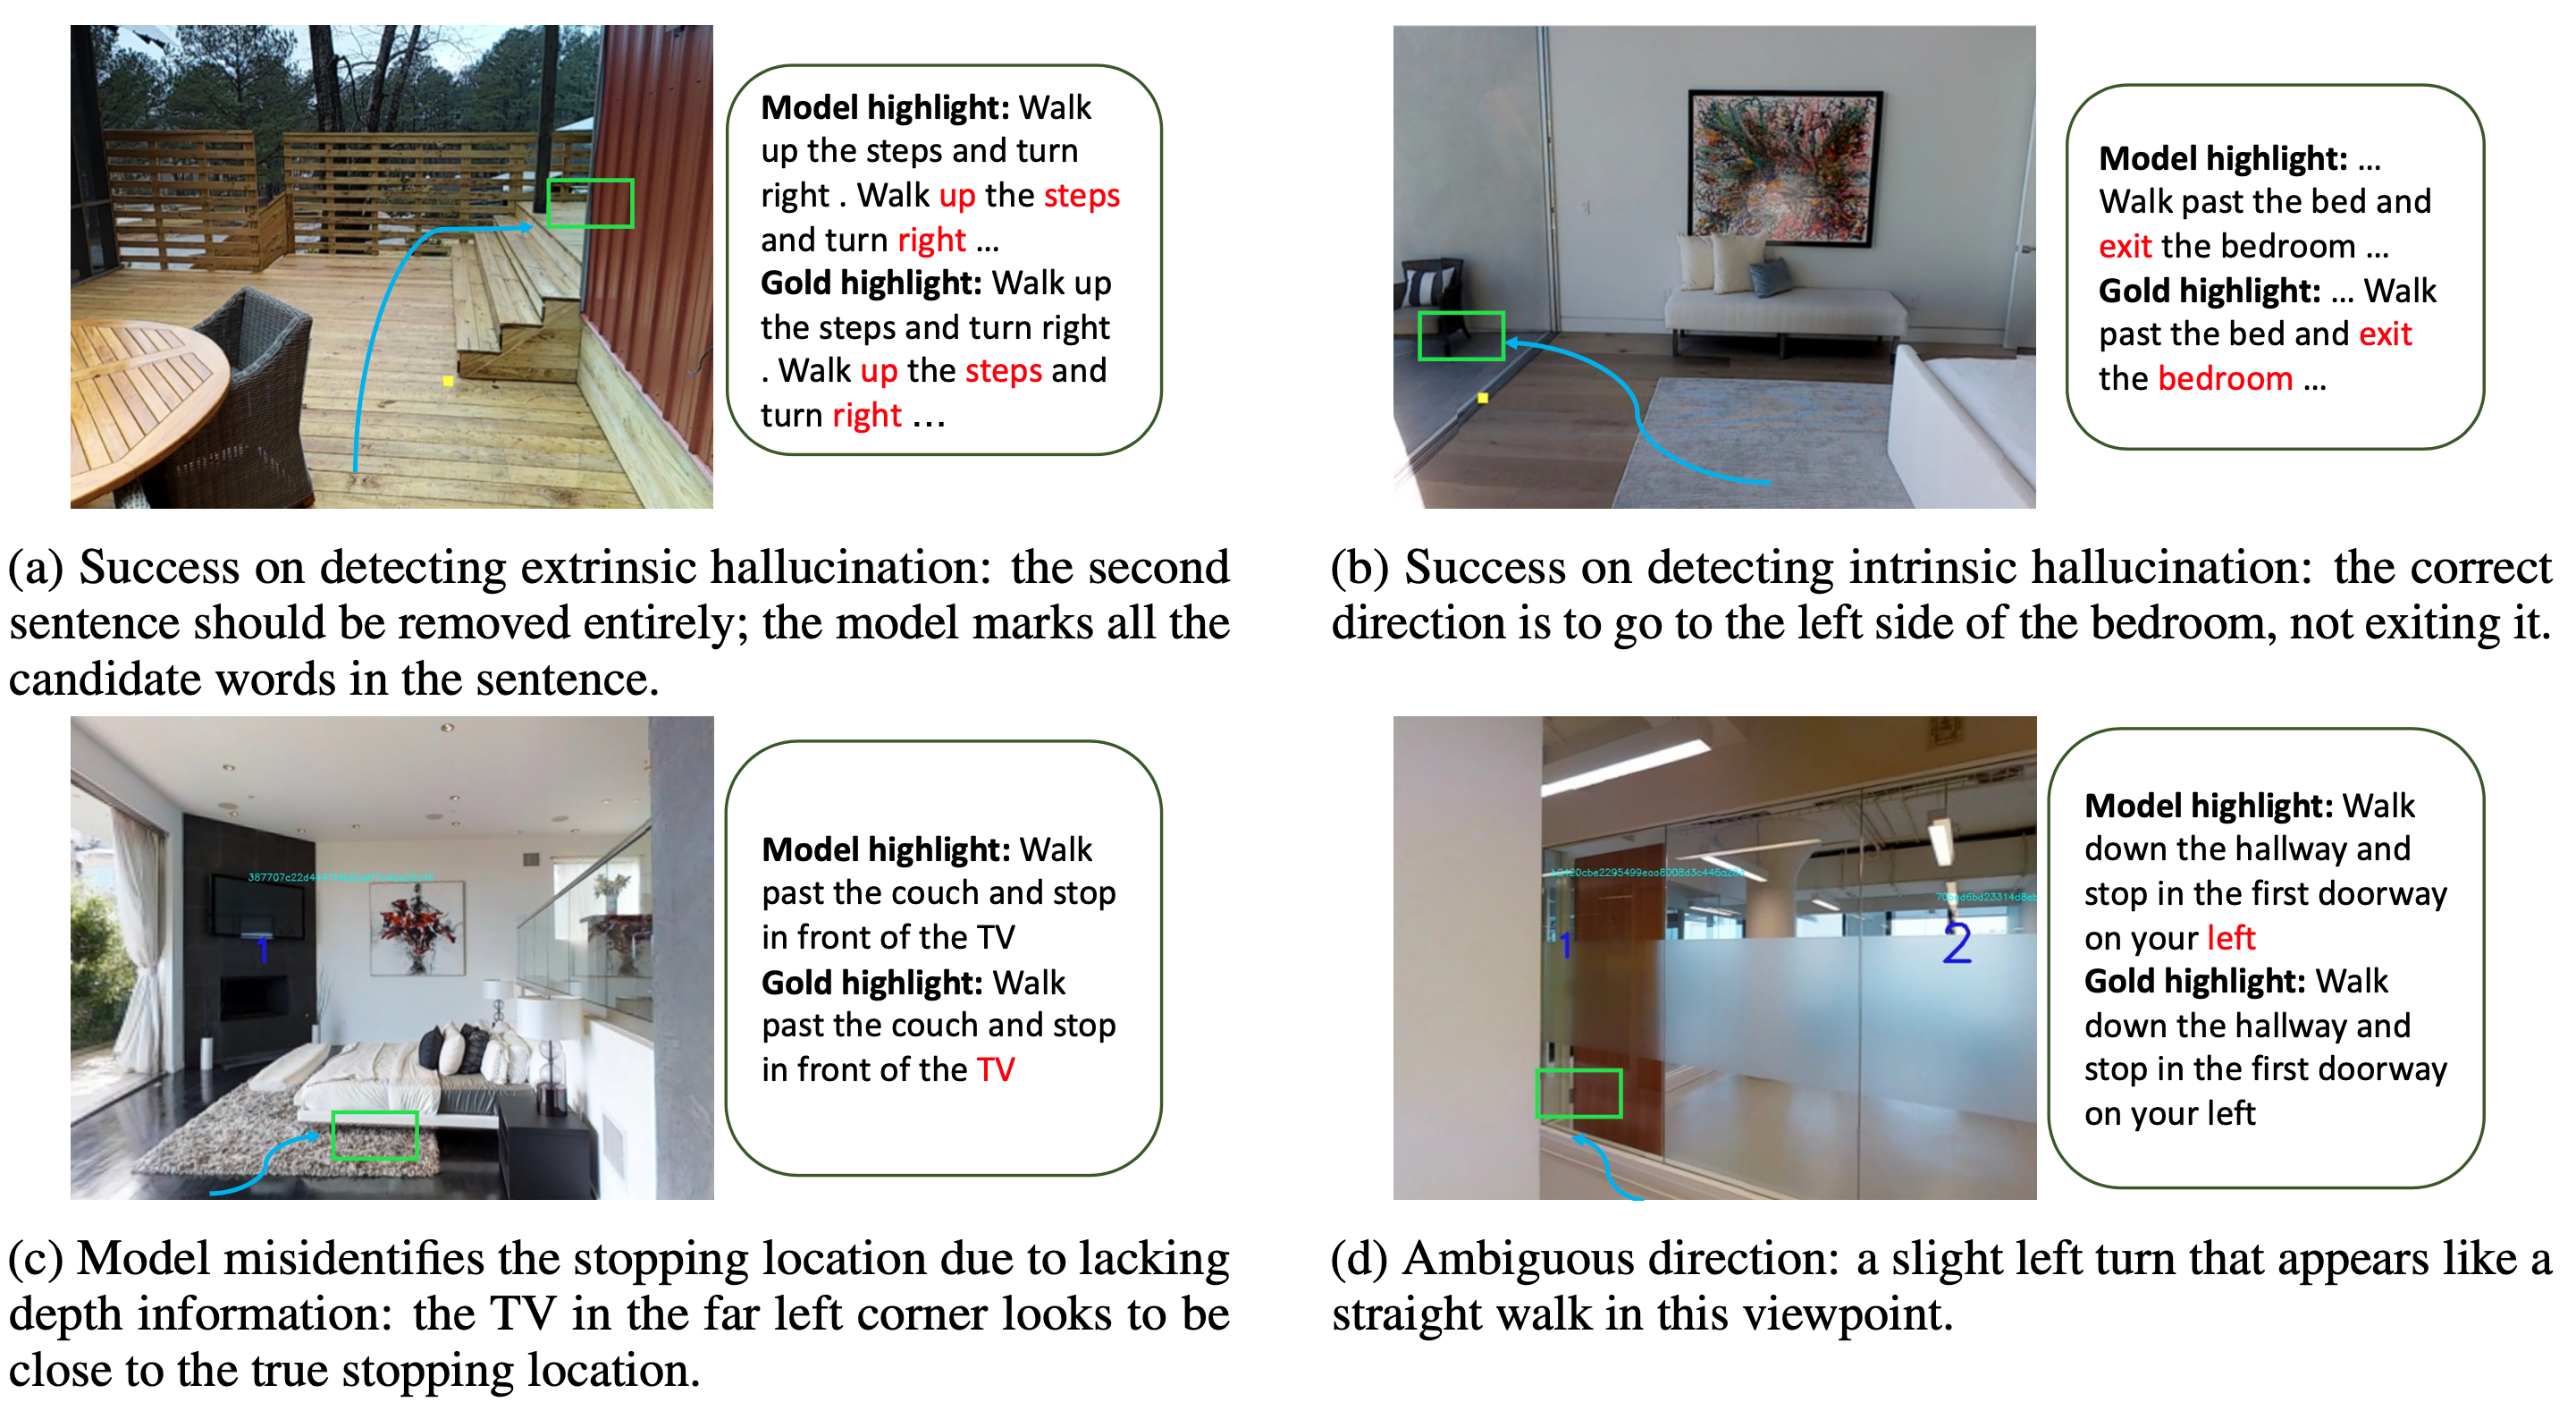 Model highlight: Walk
up the steps and turn
right . Walk up the steps
and turn right ...
Gold highlight: Walk up
the steps and turn right
. Walk up the steps and
turn right ...
Model highlight: ...
Walk past the bed and
exit the bedroom ...
Gold highlight: ... Walk
past the bed and exit
the bedroom ...
(a) Success on detecting extrinsic hallucination: the second
sentence should be removed entirely; the model marks all the
candidate words in the sentence.
(b) Success on detecting intrinsic hallucination: the correct
direction is to go to the left side of the bedroom, not exiting it.
1
Model highlight: Walk
past the couch and stop
in front of the TV
Gold highlight: Walk
past the couch and stop
in front of the TV
1
2
Model highlight: Walk
down the hallway and
stop in the first doorway
on your left
Gold highlight: Walk
down the hallway and
stop in the first doorway
on your left
(c) Model misidentifies the stopping location due to lacking
depth information: the TV in the far left corner looks to be
close to the true stopping location.
(d) Ambiguous direction: a slight left turn that appears like a
straight walk in this viewpoint.